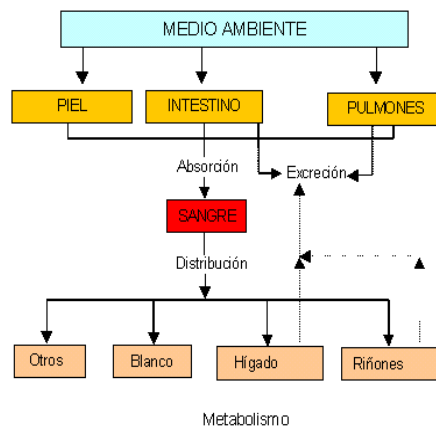 MEDIO AMBIENTE
PIEL
INTESTINO
PULMONES
Absorción
Excreción
SANGRE
Distribución
Otros
Blanco
Hígado
Riñones
Metabolismo